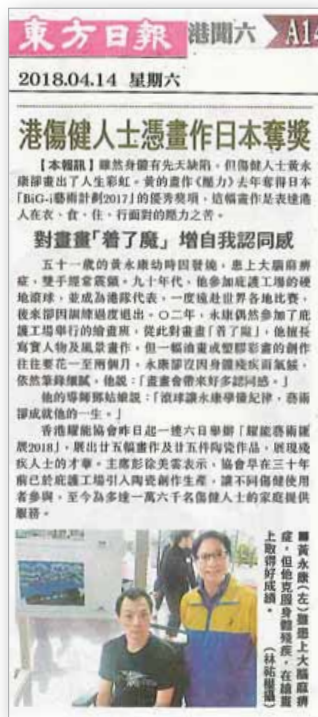 東方日報 港聞六 A14
2018.04.14 星期六
港傷健人士憑畫作日本奪獎
【本報訊】雖然身體有先天缺陷，但傷健人士黃永
康卻畫出了人生彩虹。黃的畫作《壓力》去年奪得日本
「BiG-i藝術計劃2017」的優秀獎項，這幅畫作是表達港
人在衣、食、住、行面對的壓力之苦。
對畫畫「着了魔」增自我認同感
五十一歲的黃永康幼時因發燒，患上大腦麻痹
症，雙手經常震顫。九十年代，他參加庇護工場的硬
地滾球，並成為港隊代表，一度遠赴世界各地比賽，
後來卻因訓練過度退出。○二年，永康偶然參加了庇
護工場舉行的繪畫班，從此對畫畫「着了魔」，他擅長
寫實人物及風景畫作。但一幅油畫或塑膠彩畫的創作
往往要花一至兩個月，永康卻沒因身體殘疾而氣餒，
依然筆錄細膩，他說：「畫畫會帶來好多認同感。」
他的導師鄧姑娘說：「滾球讓永康學懂紀律，藝術
卻成就他的一生。」
香港耀能協會昨日起一連六日舉辦「耀能藝術匯
展2018」，展出廿五幅畫作及廿五件陶瓷作品，展現殘
疾人士的才華。主席彭徐美雲表示，協會早在三十年
前已於庇護工場引入陶瓷創作生產，讓不同傷健使用
者參與，至今為多達一萬六千名傷健人士的家庭提供
服務。
■黃永康（左）雖患上大腦麻痹
症，但他克服身體殘疾，在繪畫
上取得好成績。（林祐權攝）